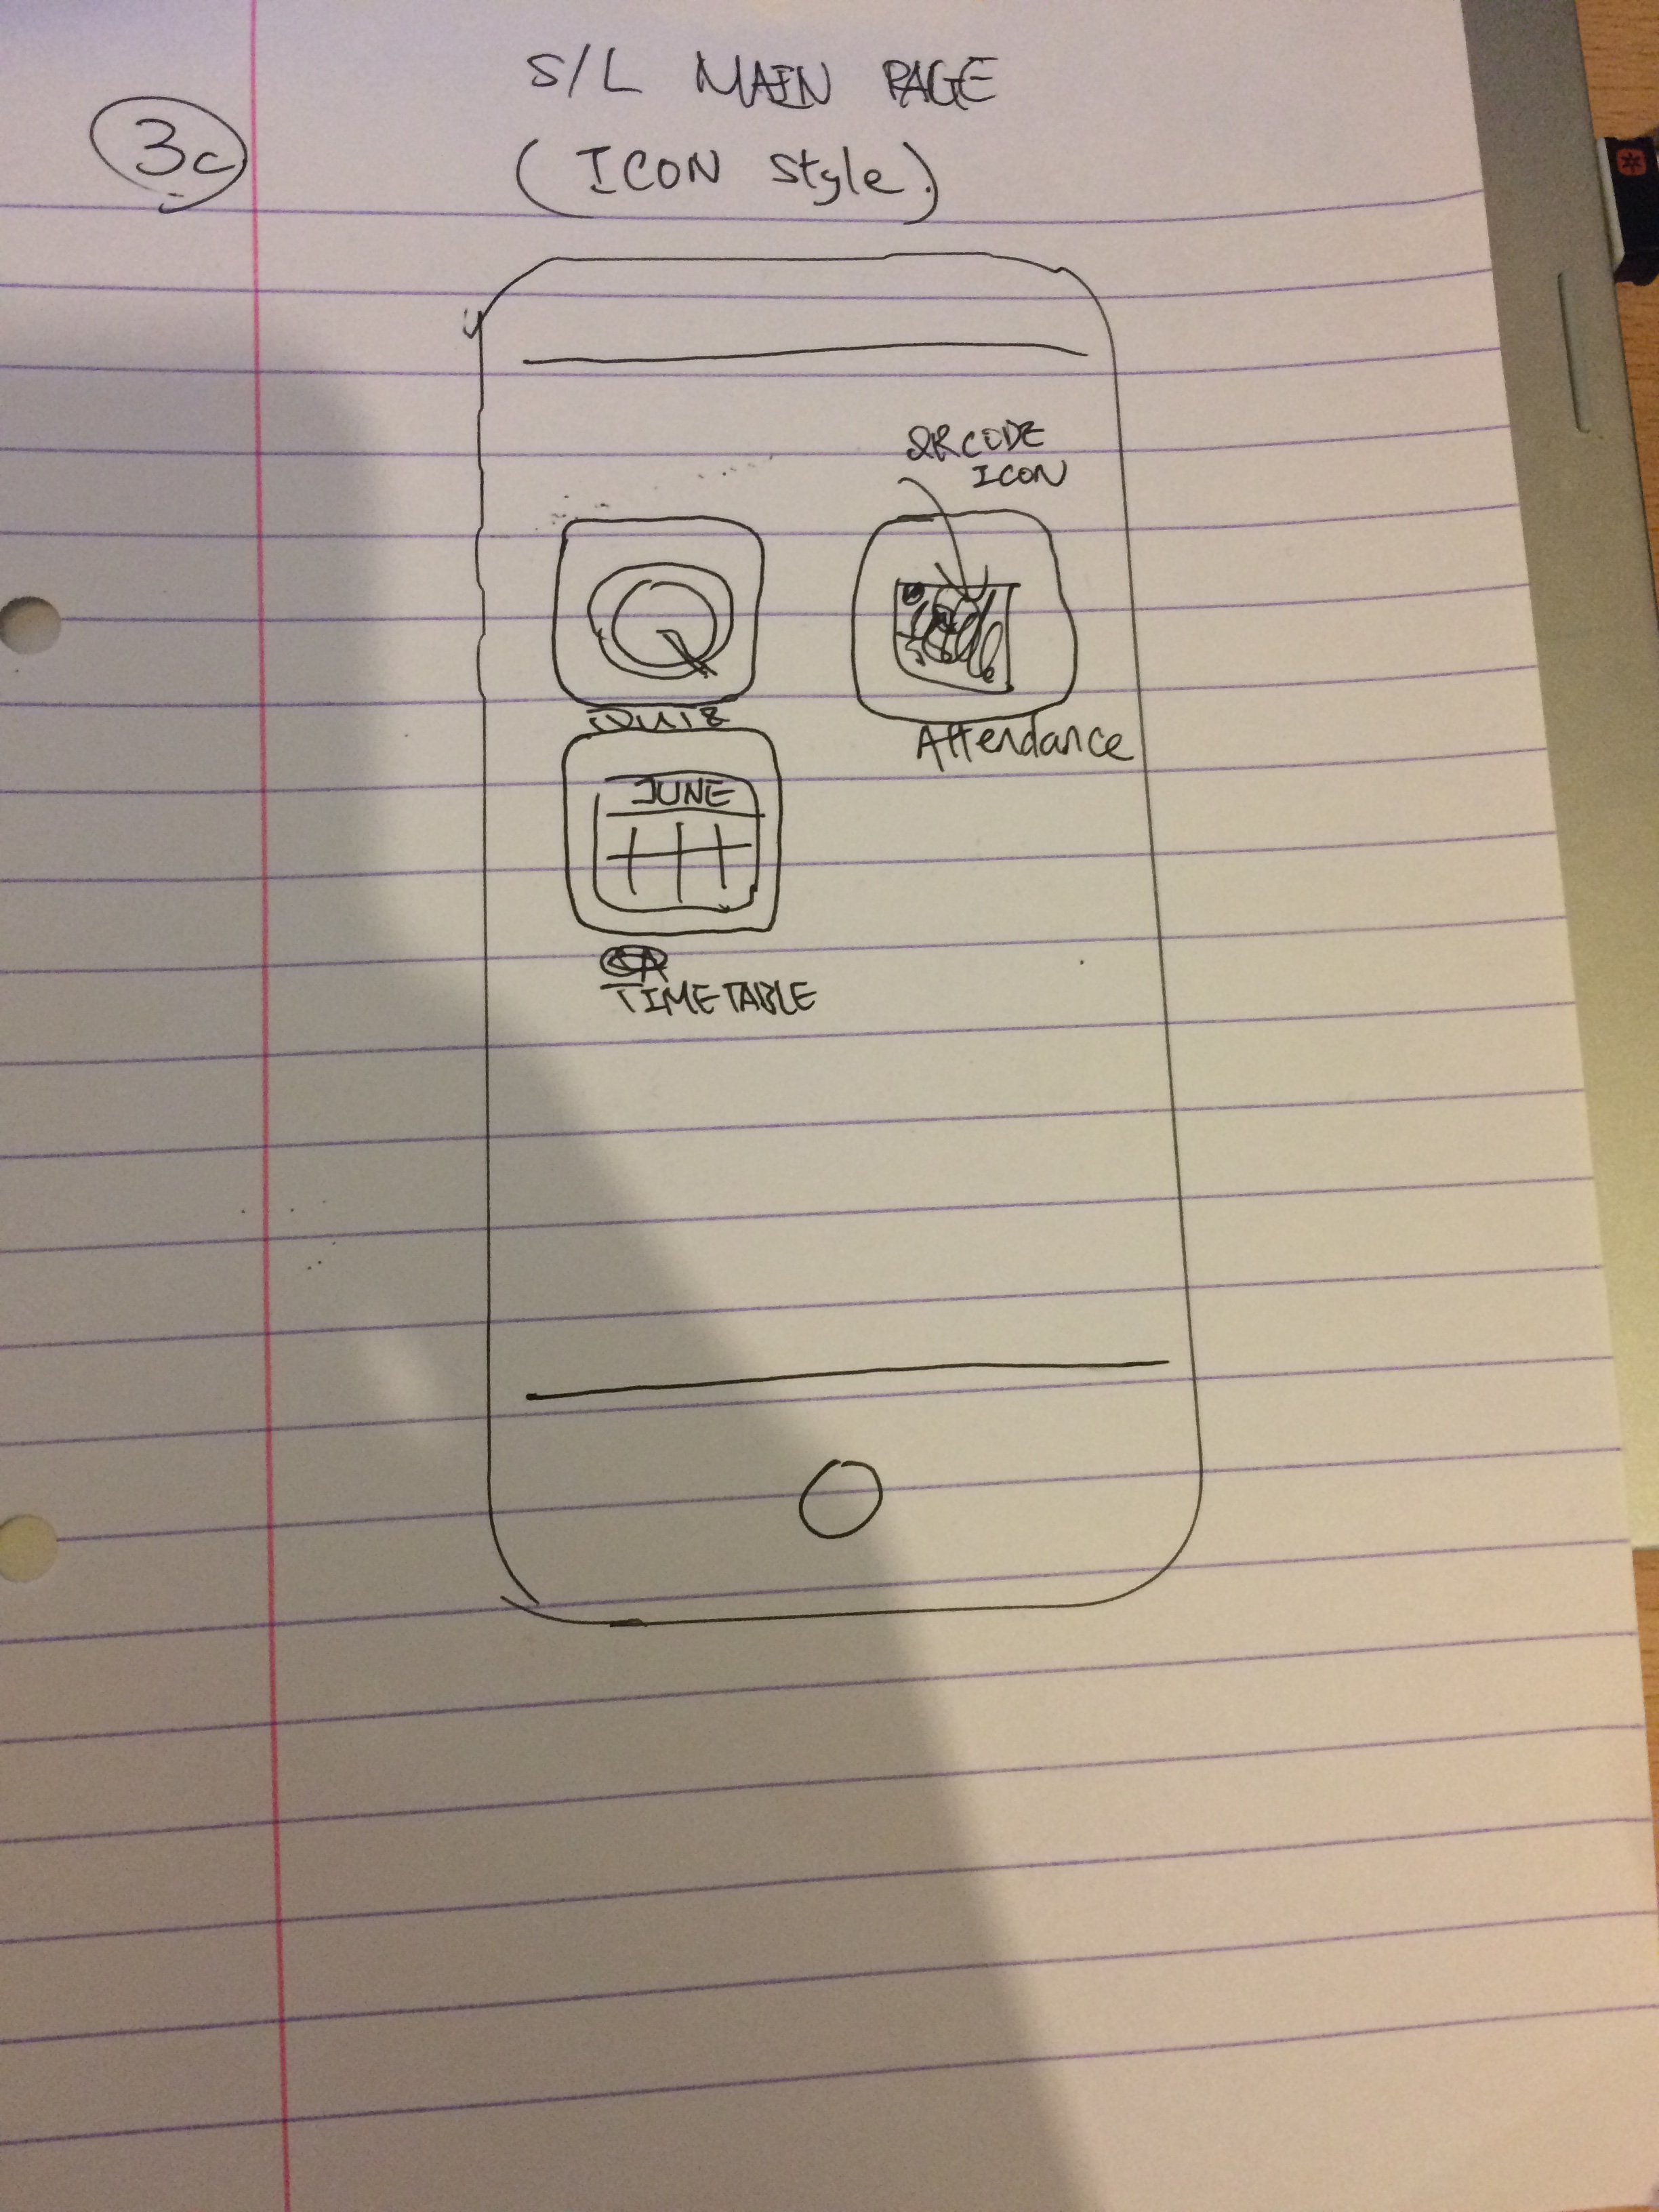 3c
S/L MAIN PAGE
(ICON Style)
QR CODE
ICON
Q
QUIZ
Attendance
JUNE
TIMETABLE